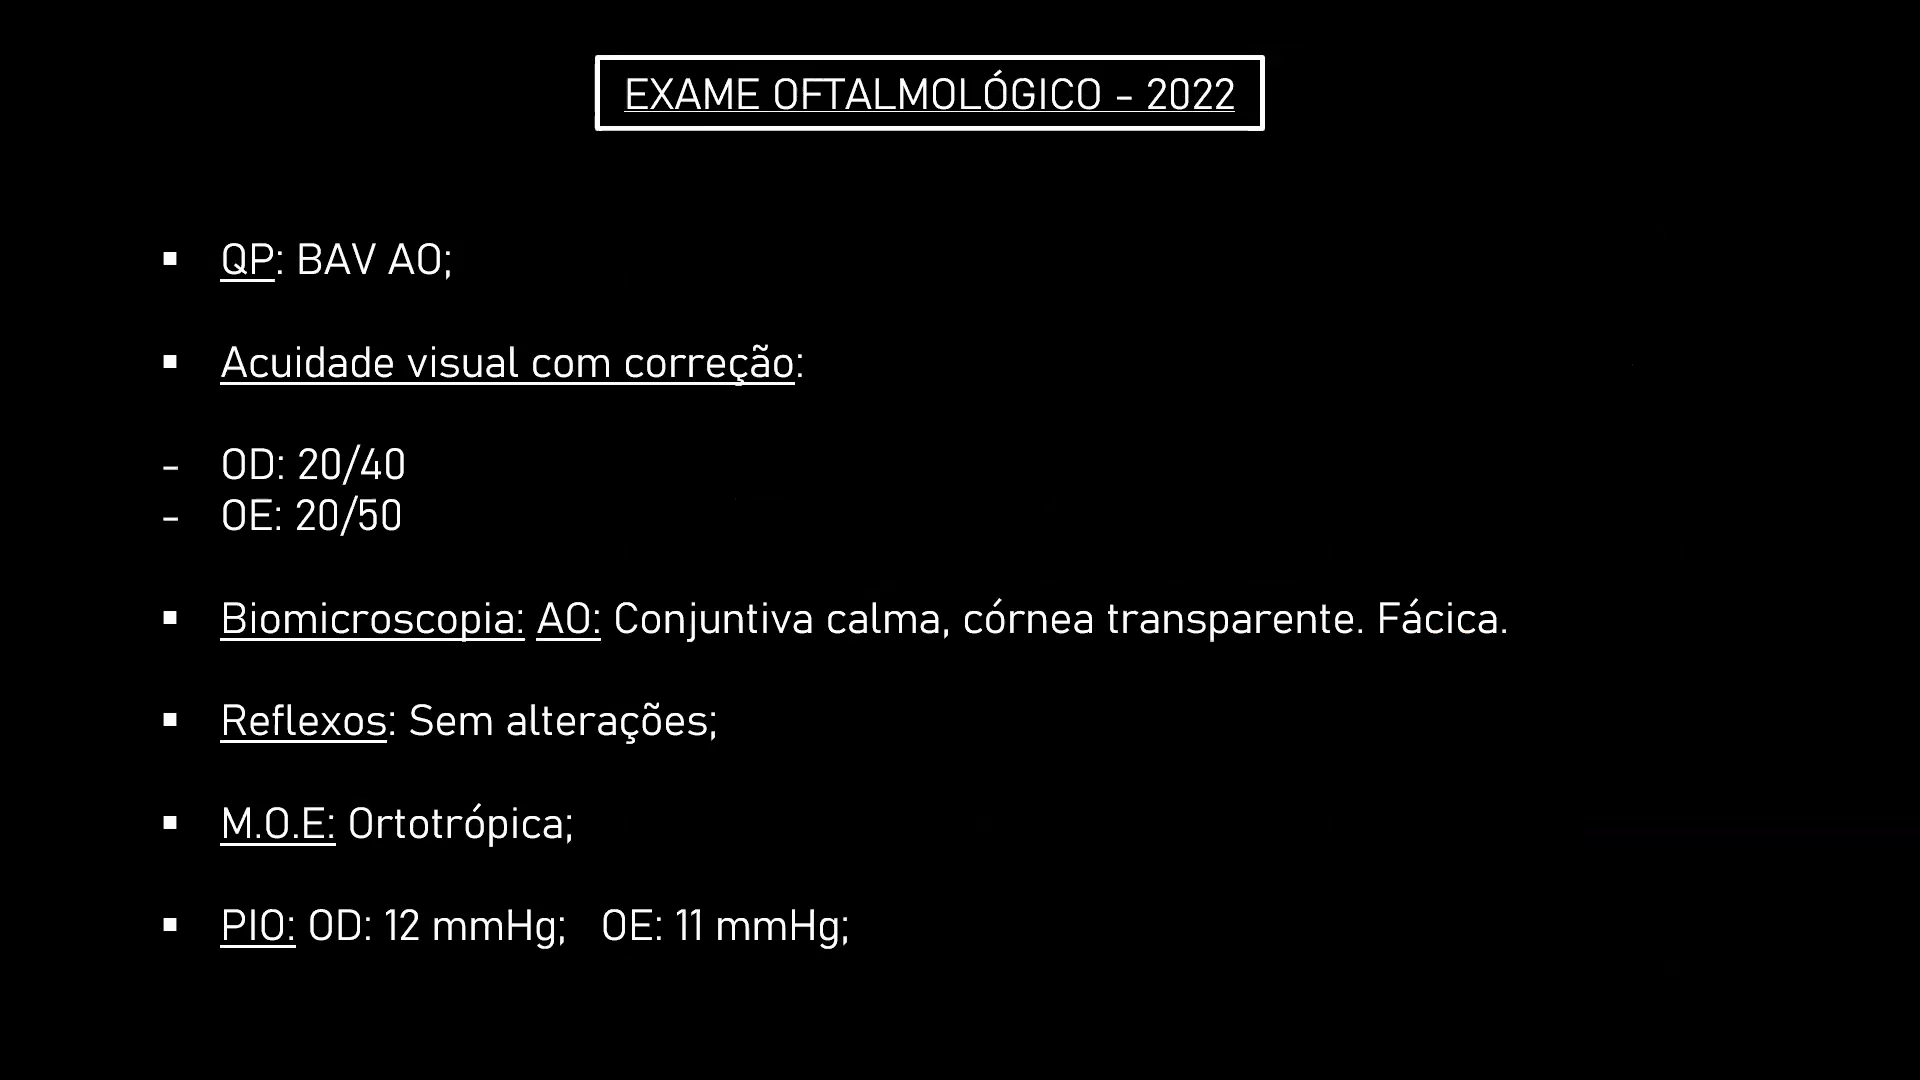 EXAME OFTALMOLÓGICO - 2022
▪ QP: BAV AO;
▪ Acuidade visual com correção:
- OD: 20/40
- OE: 20/50
▪ Biomicroscopia: AO: Conjuntiva calma, córnea transparente. Fácica.
▪ Reflexos: Sem alterações;
▪ M.O.E: Ortotrópica;
▪ PIO: OD: 12 mmHg; OE: 11 mmHg;